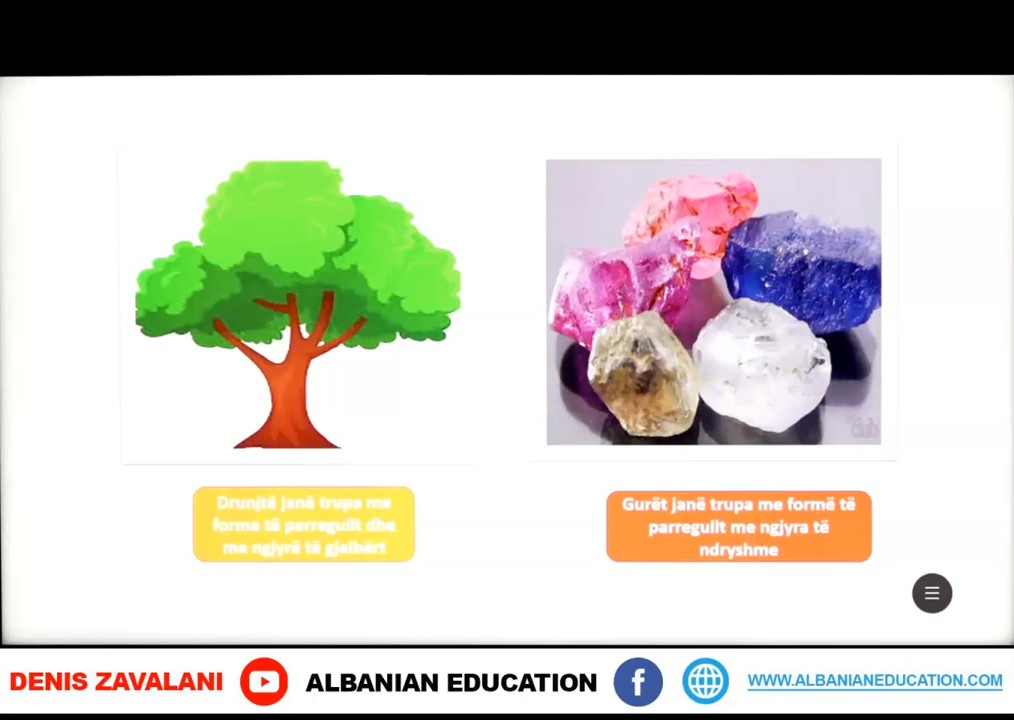 Drunjtë janë trupa me
forma të parregullt dhe
me ngjyrë të gjelbërt
Gurët janë trupa me formë të
parregullt me ngjyra të
ndryshme
DENIS ZAVALANI
ALBANIAN EDUCATION
WWW.ALBANIANEDUCATION.COM